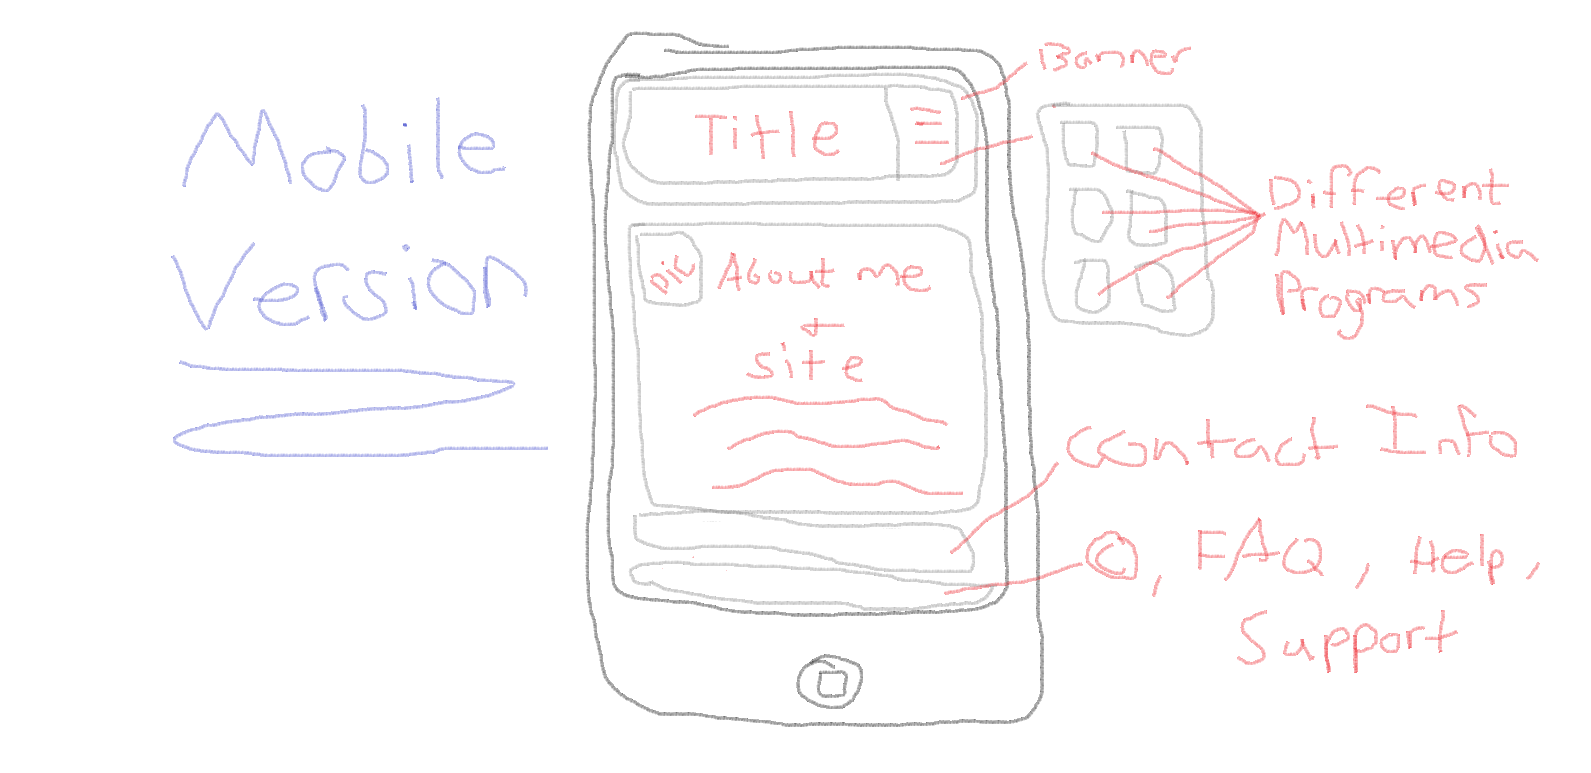 Mobile
Version
Banner
Title
Different
Multimedia
Programs
Pic
About me
+
site
Contact Info
©, FAQ, Help,
Support